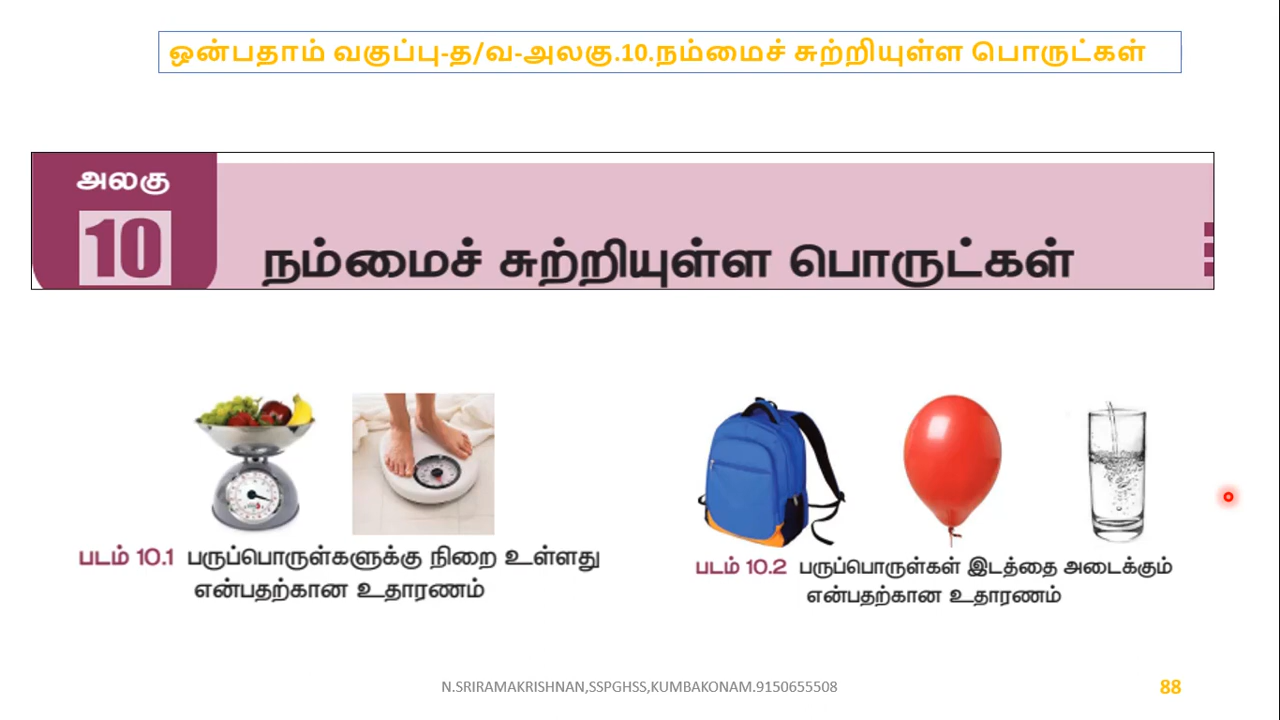 ஒன்பதாம் வகுப்பு-த/வ-அலகு.10.நம்மைச் சுற்றியுள்ள பொருட்கள்
அலகு
10
நம்மைச் சுற்றியுள்ள பொருட்கள்
படம் 10.1 பருப்பொருள்களுக்கு நிறை உள்ளது
என்பதற்கான உதாரணம்
படம் 10.2 பருப்பொருள்கள் இடத்தை அடைக்கும்
என்பதற்கான உதாரணம்
N.SRIRAMAKRISHNAN,SSPGHSS,KUMBAKONAM.9150655508
88